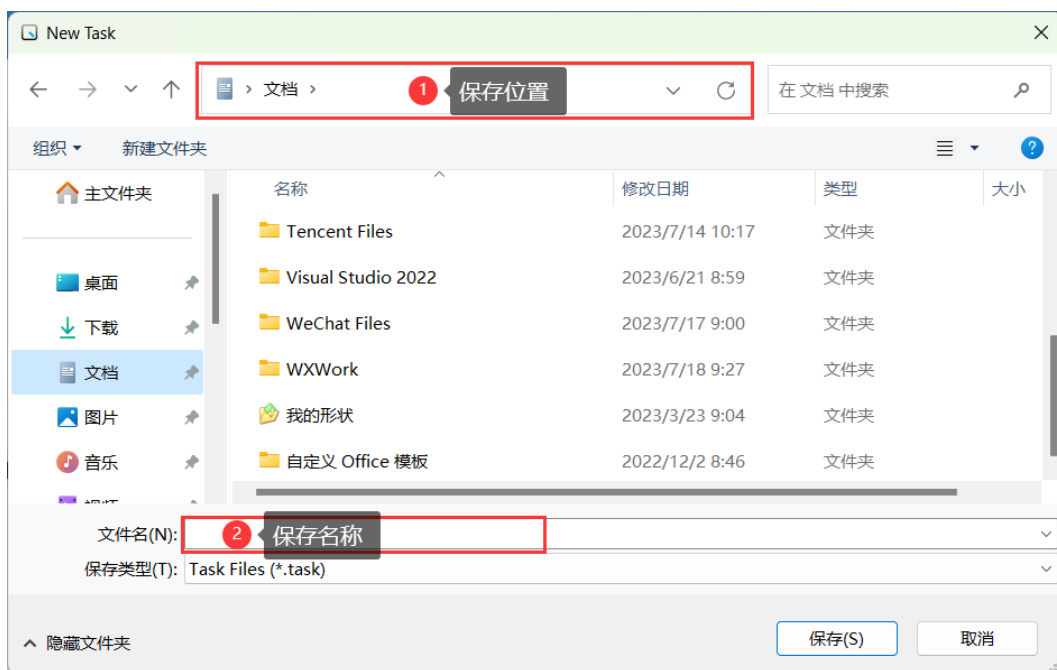 New Task
文档
1 保存位置
在 文档 中搜索
组织
新建文件夹
?
主文件夹
名称
修改日期
类型
大小
Tencent Files
2023/7/14 10:17
文件夹
桌面
Visual Studio 2022
2023/6/21 8:59
文件夹
下载
WeChat Files
2023/7/17 9:00
文件夹
文档
WXWork
2023/7/18 9:27
文件夹
图片
我的形状
2023/3/23 9:04
文件夹
音乐
自定义 Office 模板
2022/12/2 8:46
文件夹
文件名(N):
2 保存名称
保存类型(T):
Task Files (*.task)
隐藏文件夹
保存(S)
取消